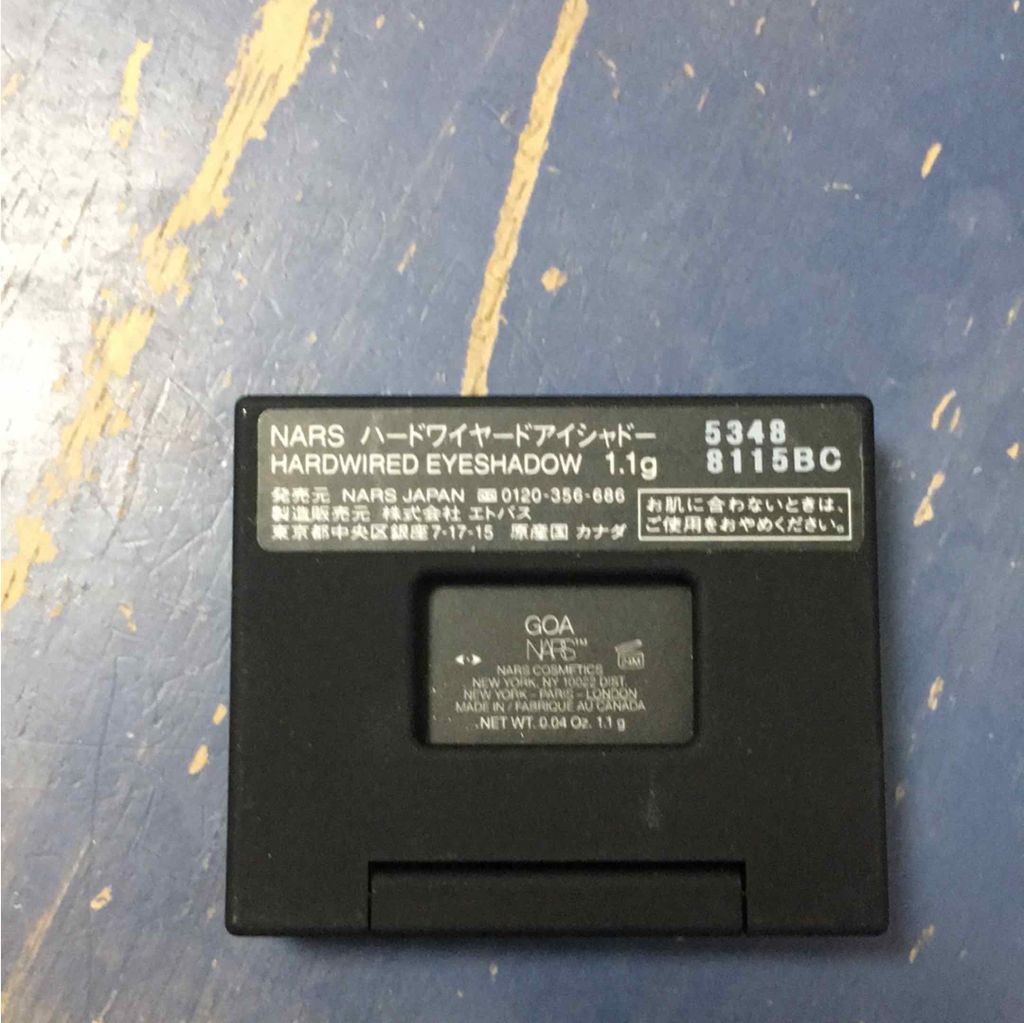 NARS ハードワイヤードアイシャドー 5348
HARDWIRED EYESHADOW 1.1g 8115BC
発売元 NARS JAPAN 0120-356-686
製造販売元 株式会社 エトバス
東京都中央区銀座7-17-15 原産国 カナダ
お肌に合わないときは、
ご使用をおやめください。
GOA
NARS™
NARS COSMETICS
NEW YORK, NY 10022 DIST.
NEW YORK - PARIS - LONDON
MADE IN / FABRIQUE AU CANADA
NET WT. 0.04 Oz. 1.1 g